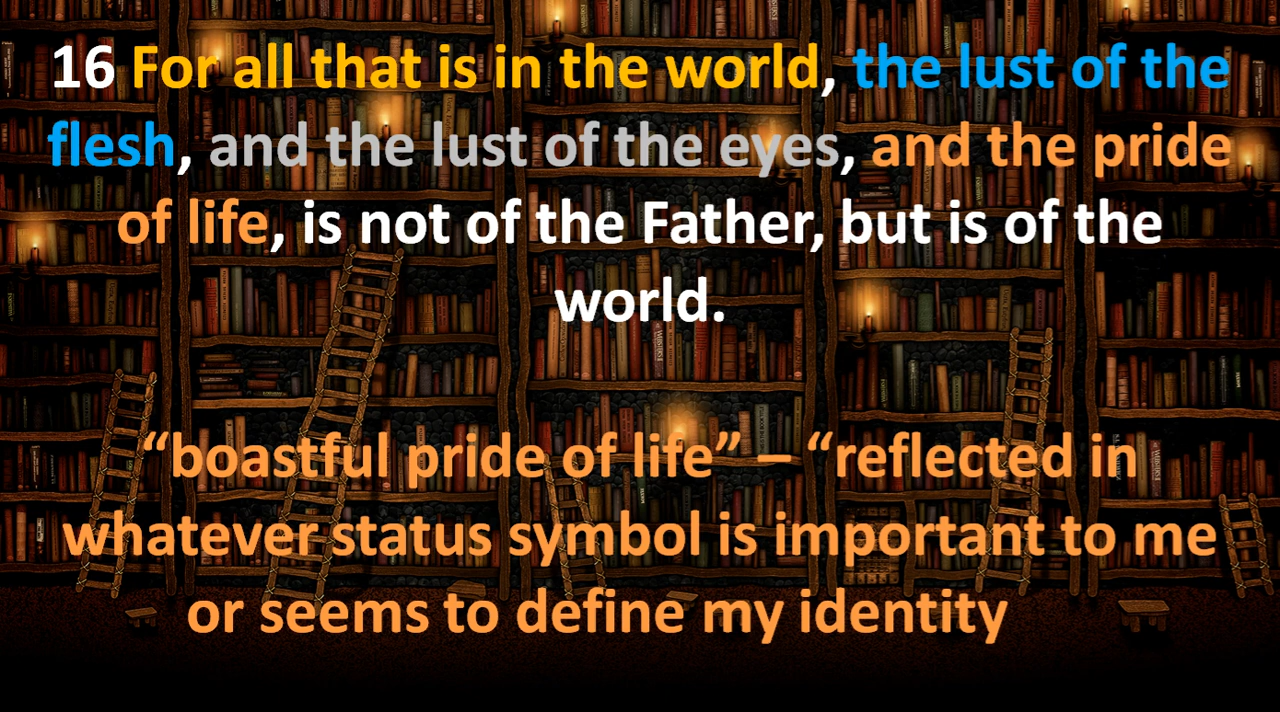 16 For all that is in the world, the lust of the
flesh, and the lust of the eyes, and the pride
of life, is not of the Father, but is of the
world.
“boastful pride of life” – “reflected in
whatever status symbol is important to me
or seems to define my identity